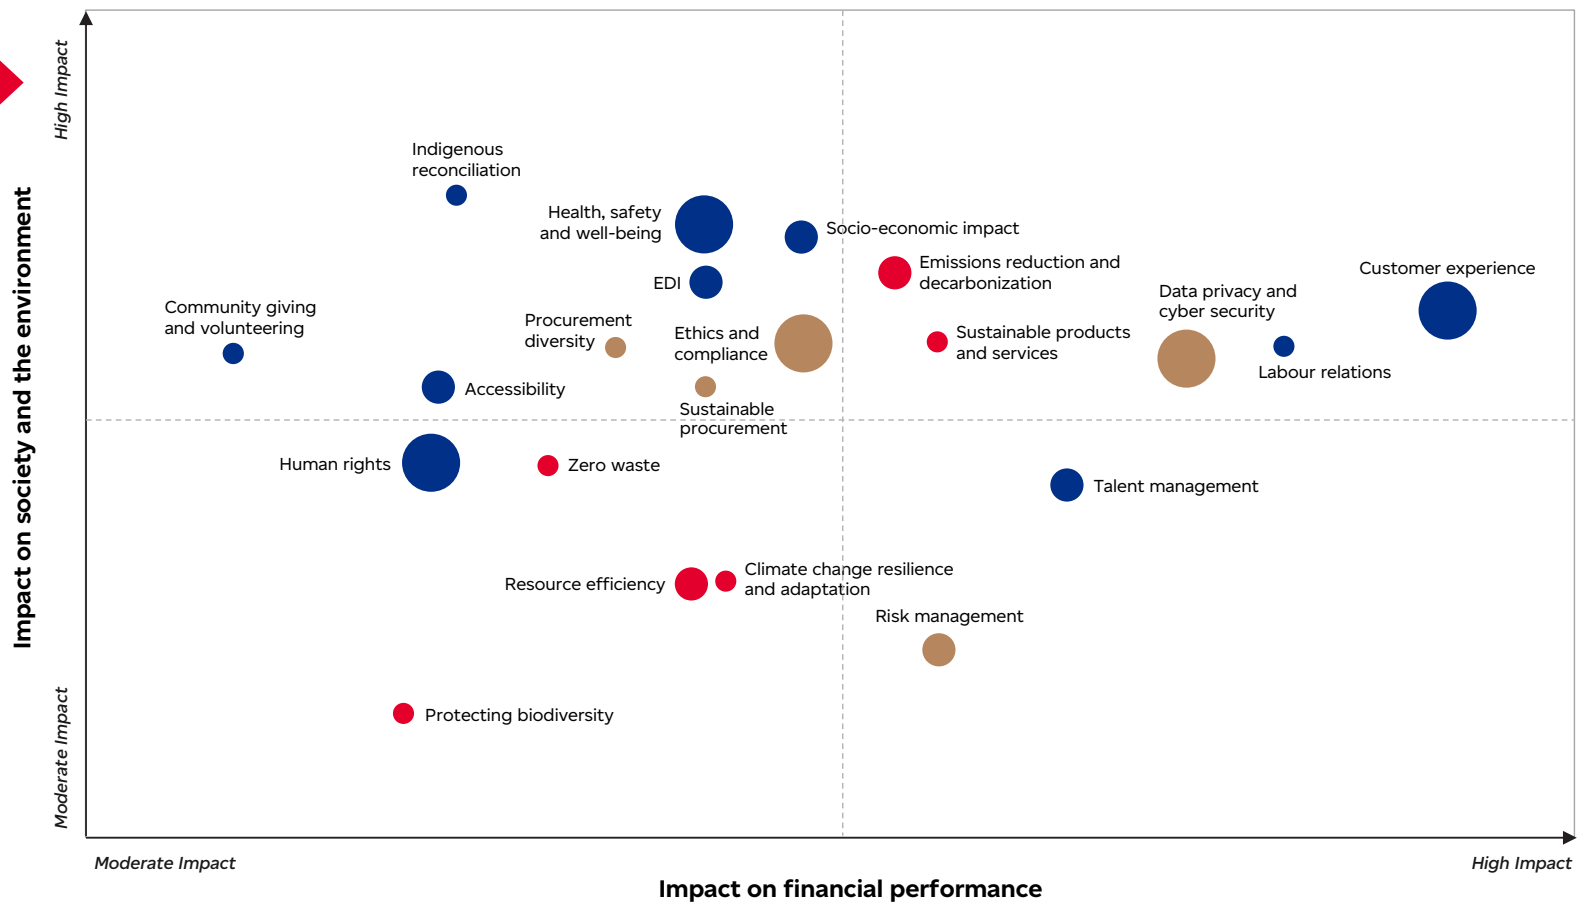 High Impact
Impact on society and the environment
Moderate Impact
Indigenous
reconciliation
Health, safety
and well-being
Socio-economic impact
EDI
Emissions reduction and
decarbonization
Customer experience
Data privacy and
cyber security
Community giving
and volunteering
Procurement
diversity
Ethics and
compliance
Sustainable products
and services
Labour relations
Accessibility
Sustainable
procurement
Human rights
Zero waste
Talent management
Resource efficiency
Climate change resilience
and adaptation
Risk management
Protecting biodiversity
Moderate Impact
High Impact
Impact on financial performance